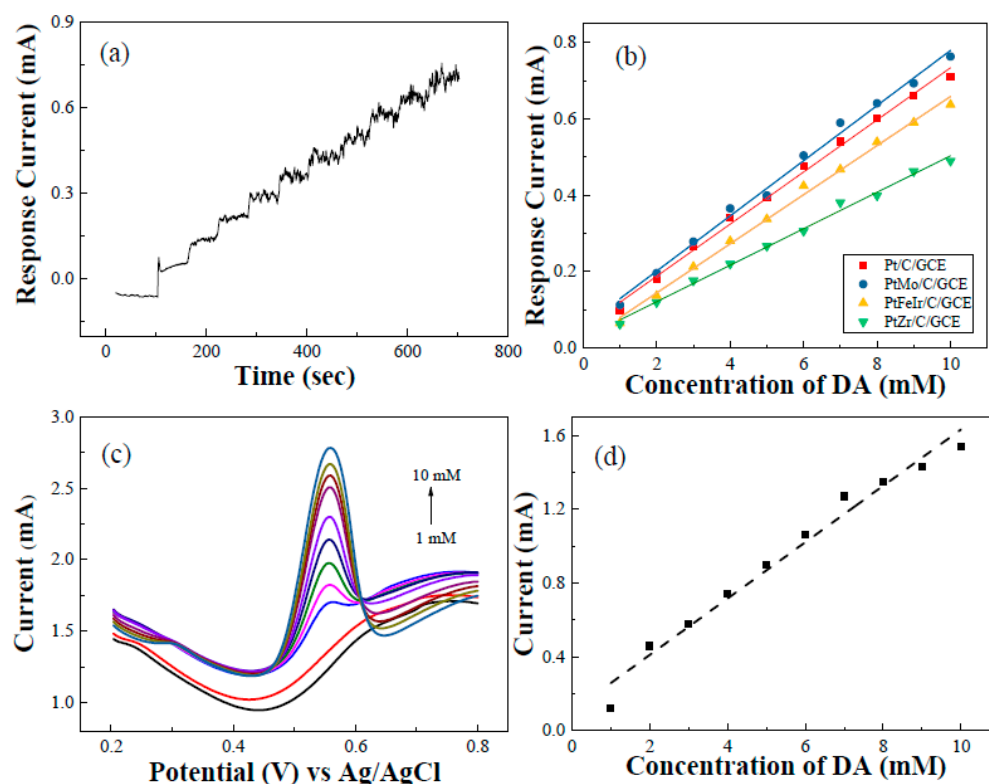 (a)
Response Current (mA)
0.9
0.6
0.3
0.0
0 200 400 600 800
Time (sec)
(b)
Response Current (mA)
0.8
0.6
0.4
0.2
0.0
Pt/C/GCE
PtMo/C/GCE
PtFeIr/C/GCE
PtZr/C/GCE
0 2 4 6 8 10
Concentration of DA (mM)
(c)
Current (mA)
3.0
2.5
2.0
1.5
1.0
10 mM
1 mM
0.2 0.4 0.6 0.8
Potential (V) vs Ag/AgCl
(d)
Current (mA)
1.6
1.2
0.8
0.4
0.0
0 2 4 6 8 10
Concentration of DA (mM)